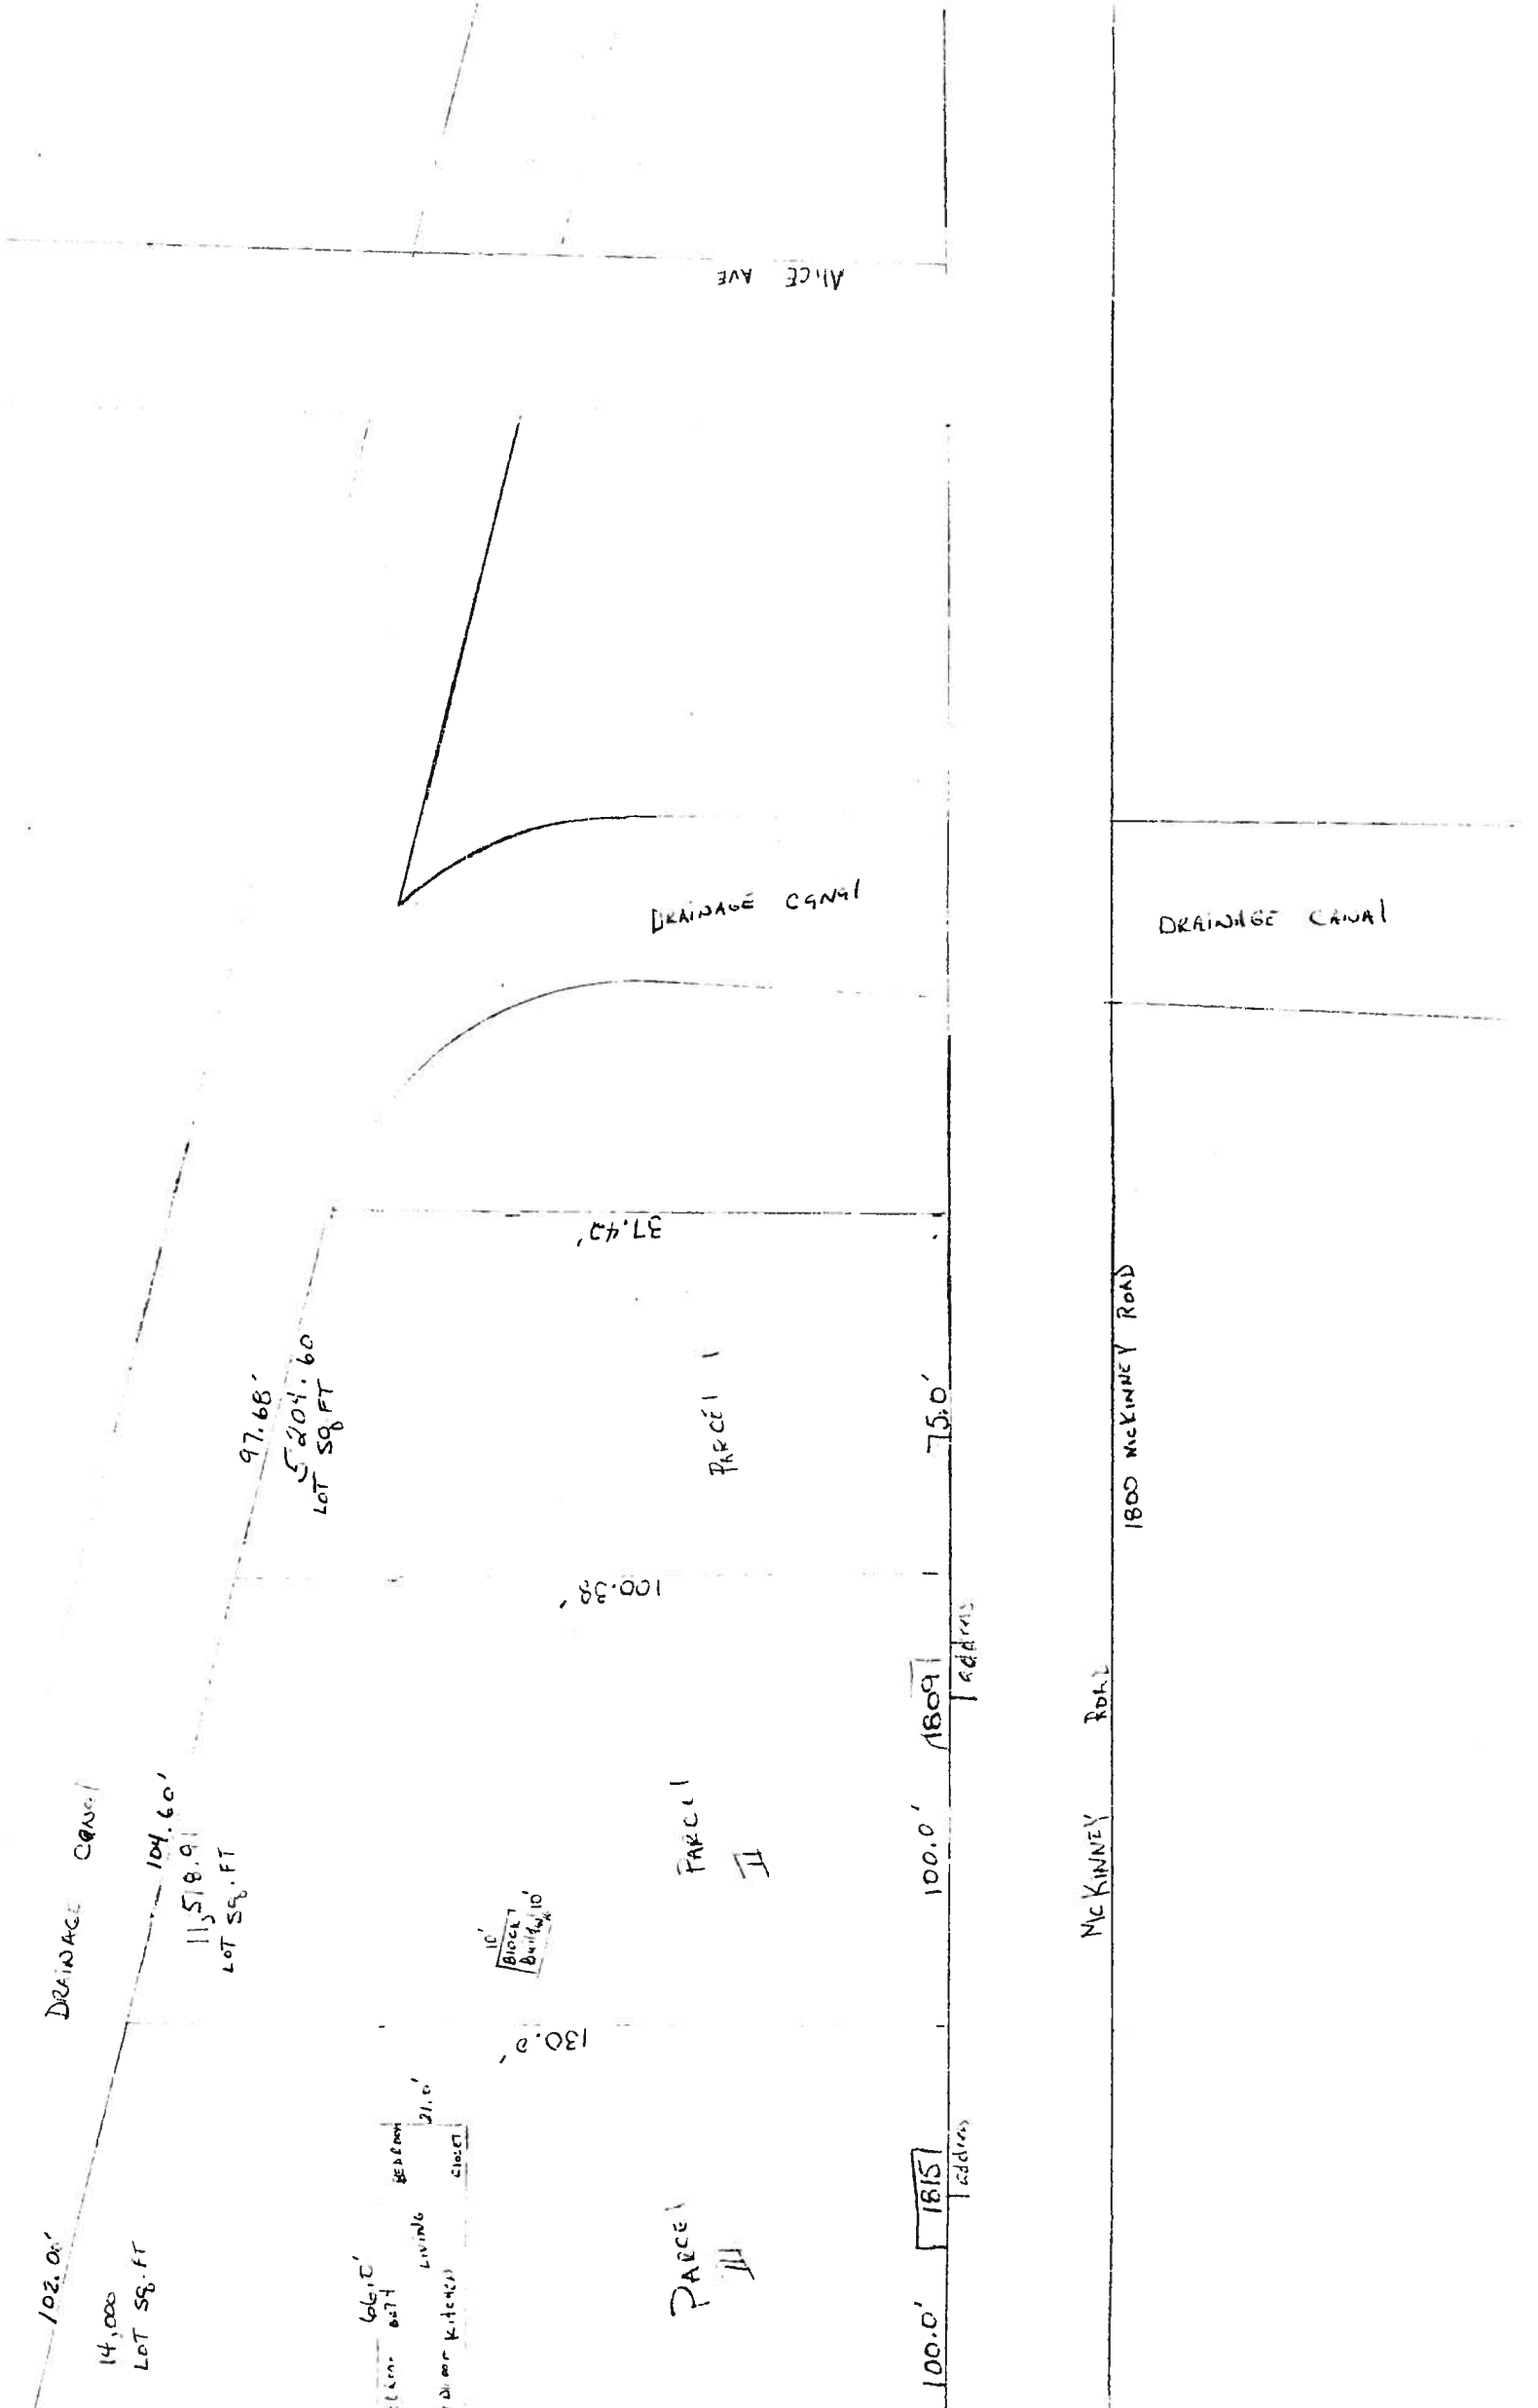 ALICE AVE
DRAINAGE CANAl
DRAINAGE CANAl
37.42'
97.68'
5204.60
LOT SQ FT
PARCEl I
75.0'
1800 McKINNEY ROAD
100.38'
1809
address
DRAINAGE CANAl
104.60'
11,518.91
LOT SQ. FT
PARCEl
II
10'
BlOCK
Building 10'
100.0'
McKINNEY ROAD
130.0'
102.0'
14,000
LOT SQ. FT
66.0'
BATH
LIVING
BEDROOM
21.0'
KitcHEN
ClOSET
PARCEl
III
1815
address
100.0'